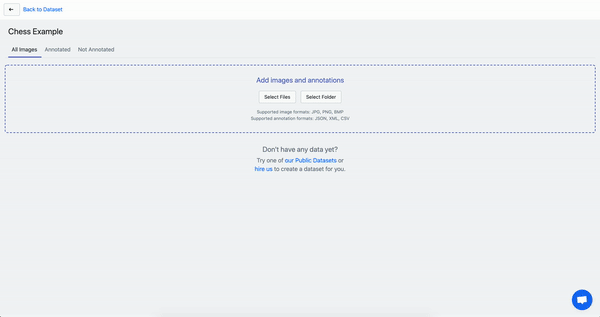 ← Back to Dataset
Chess Example
All Images Annotated Not Annotated
Add images and annotations
Select Files Select Folder
Supported image formats: JPG, PNG, BMP
Supported annotation formats: JSON, XML, CSV
Don't have any data yet?
Try one of our Public Datasets or
hire us to create a dataset for you.